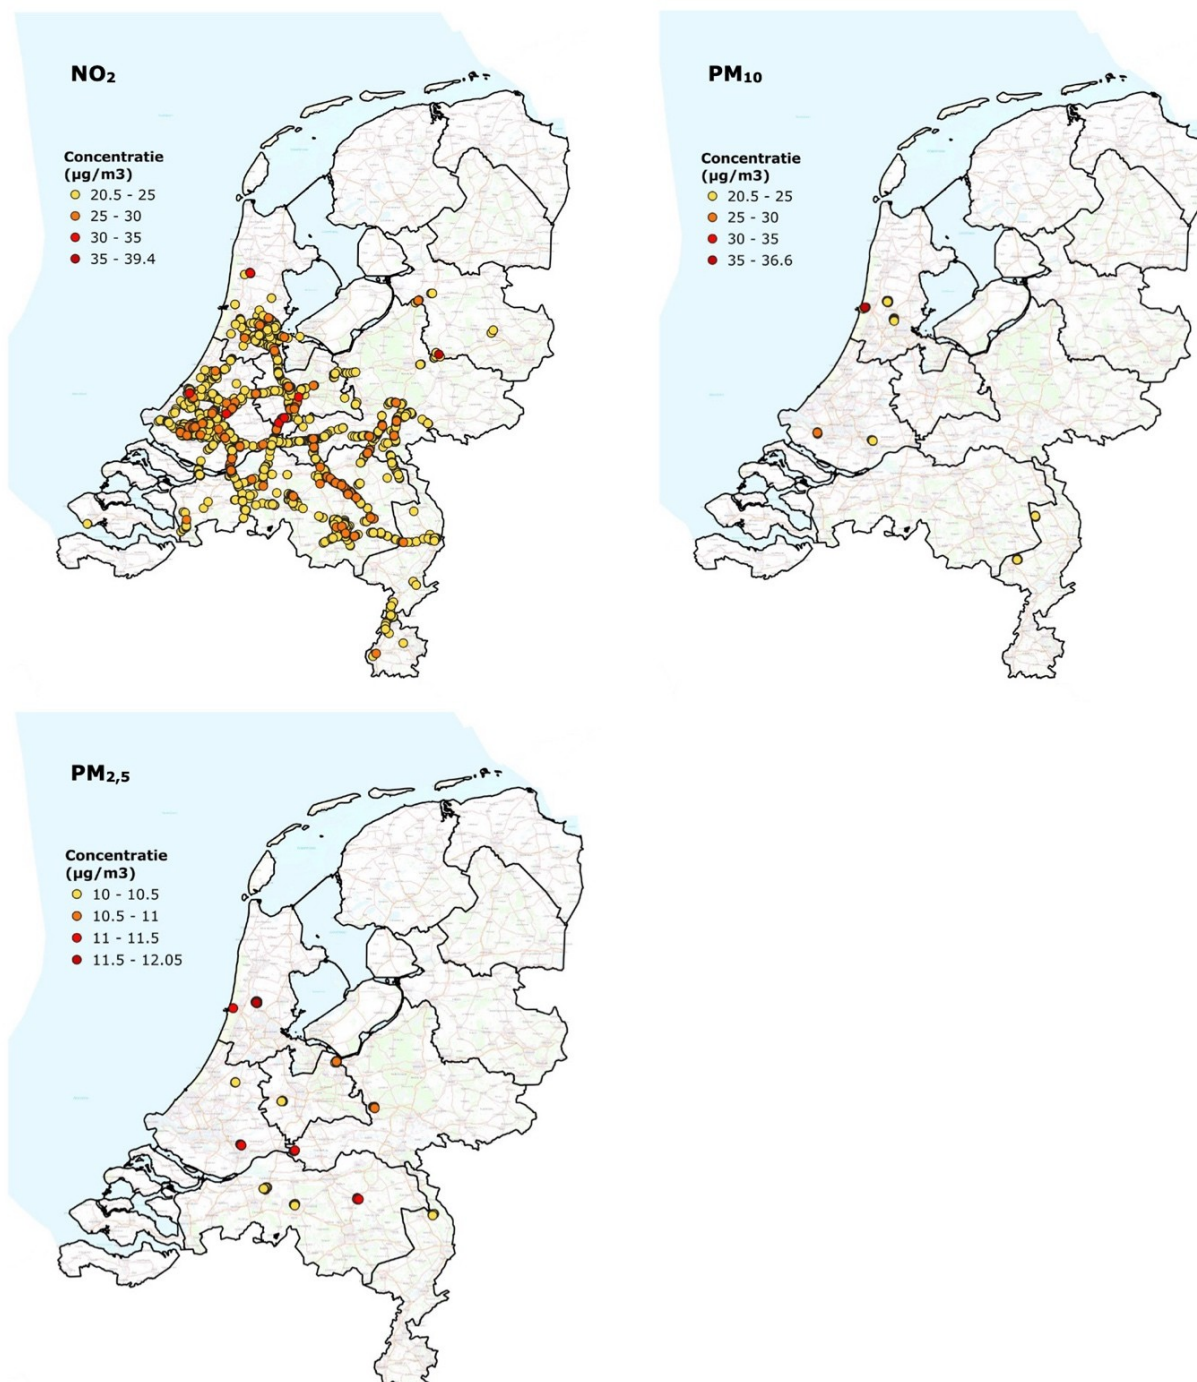 NO₂
Concentratie
(µg/m3)
20.5 - 25
25 - 30
30 - 35
35 - 39.4
PM₁₀
Concentratie
(µg/m3)
20.5 - 25
25 - 30
30 - 35
35 - 36.6
PM₂,₅
Concentratie
(µg/m3)
10 - 10.5
10.5 - 11
11 - 11.5
11.5 - 12.05